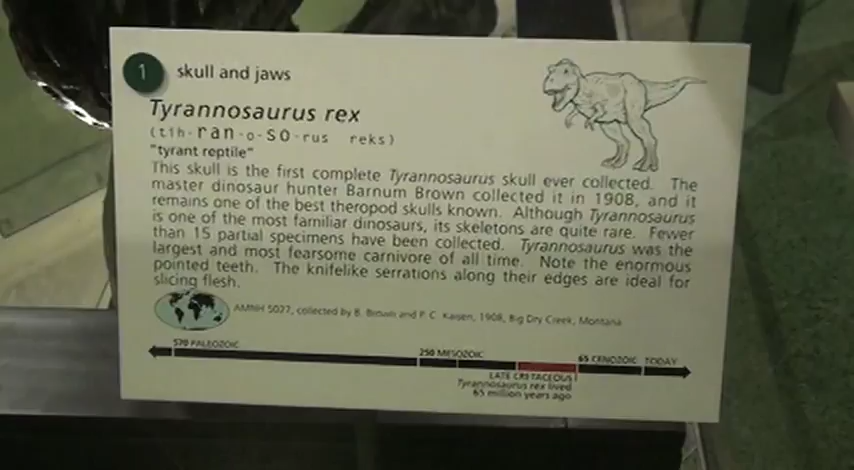 1 skull and jaws
Tyrannosaurus rex
(tih-ran-o-SO-rus reks)
"tyrant reptile"
This skull is the first complete Tyrannosaurus skull ever collected. The
master dinosaur hunter Barnum Brown collected it in 1908, and it
remains one of the best theropod skulls known. Although Tyrannosaurus
is one of the most familiar dinosaurs, its skeletons are quite rare. Fewer
than 15 partial specimens have been collected. Tyrannosaurus was the
largest and most fearsome carnivore of all time. Note the enormous
pointed teeth. The knifelike serrations along their edges are ideal for
slicing flesh.
AMNH 5027, collected by B. Brown and P. C. Kaisen, 1908, Big Dry Creek, Montana
570 PALEOZOIC 250 MESOZOIC 65 CENOZOIC TODAY
LATE CRETACEOUS
Tyrannosaurus rex lived
65 million years ago